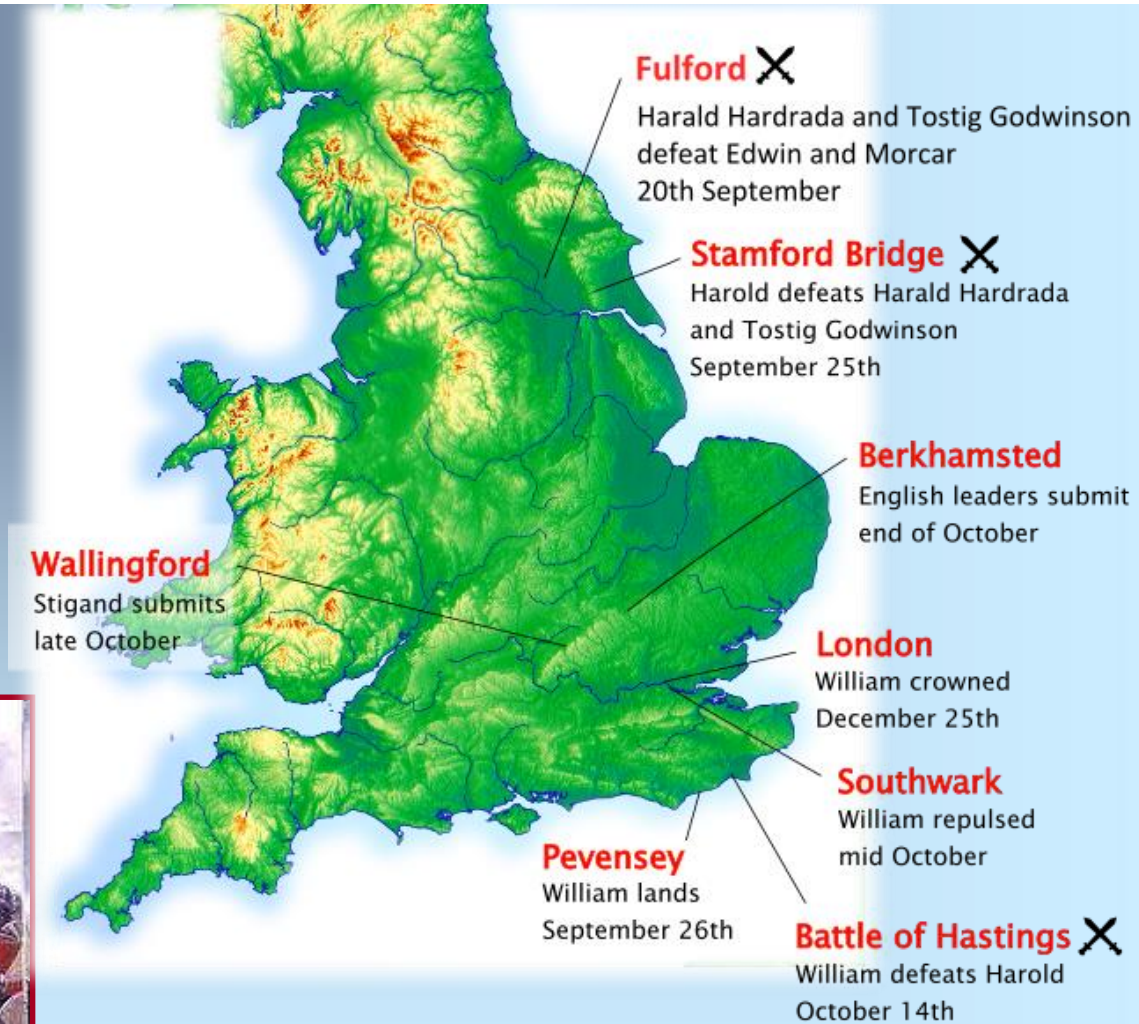 Fulford
Harald Hardrada and Tostig Godwinson
defeat Edwin and Morcar
20th September
Stamford Bridge
Harold defeats Harald Hardrada
and Tostig Godwinson
September 25th
Berkhamsted
English leaders submit
end of October
Wallingford
Stigand submits
late October
London
William crowned
December 25th
Southwark
William repulsed
mid October
Pevensey
William lands
September 26th
Battle of Hastings
William defeats Harold
October 14th